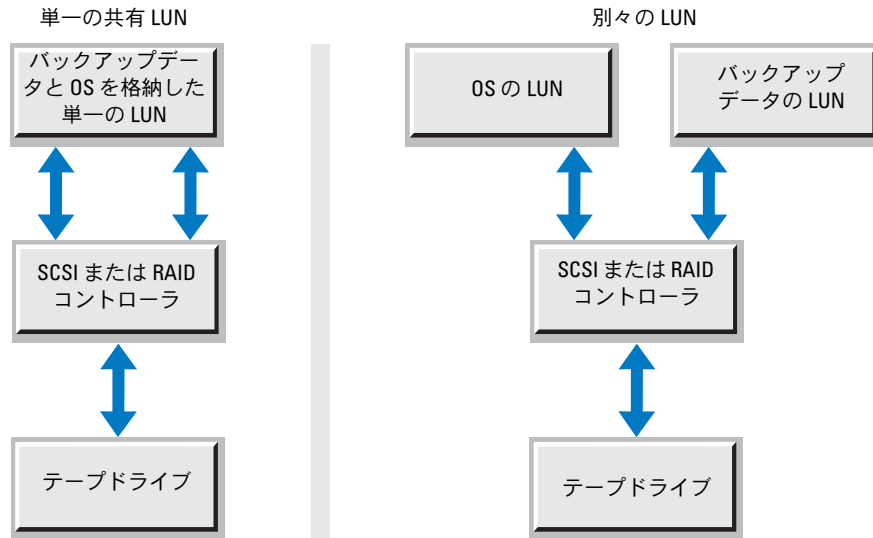 単一の共有 LUN
バックアップデー
タと OS を格納した
単一の LUN
SCSI または RAID
コントローラ
テープドライブ
別々の LUN
OS の LUN
バックアップ
データの LUN
SCSI または RAID
コントローラ
テープドライブ